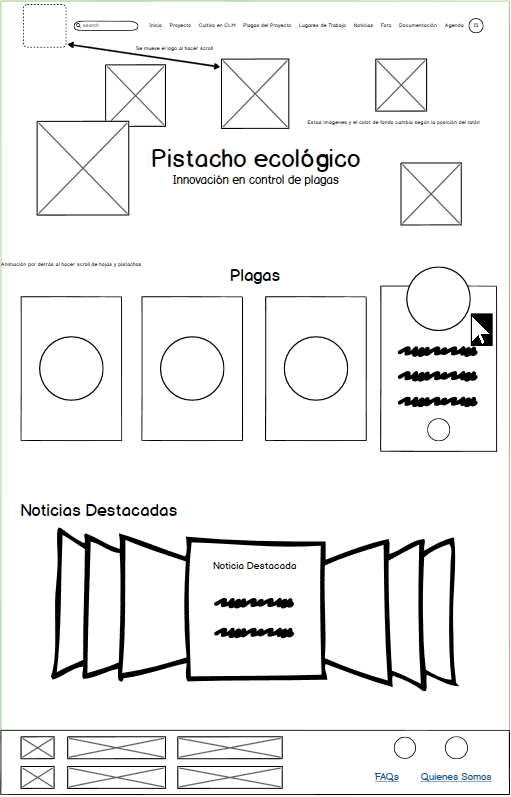 search
Inicio Proyecto Cultivo en CLM Plagas del Proyecto Lugares de Trabajo Noticias Foro Documentación Agenda IS
Se mueve el logo al hacer scroll
Estas imágenes y el color de fondo cambia según la posición del ratón
Pistacho ecológico
Innovación en control de plagas
Animación por detrás al hacer scroll de hojas y pistachos
Plagas
Noticias Destacadas
Noticia Destacada
FAQs Quienes Somos